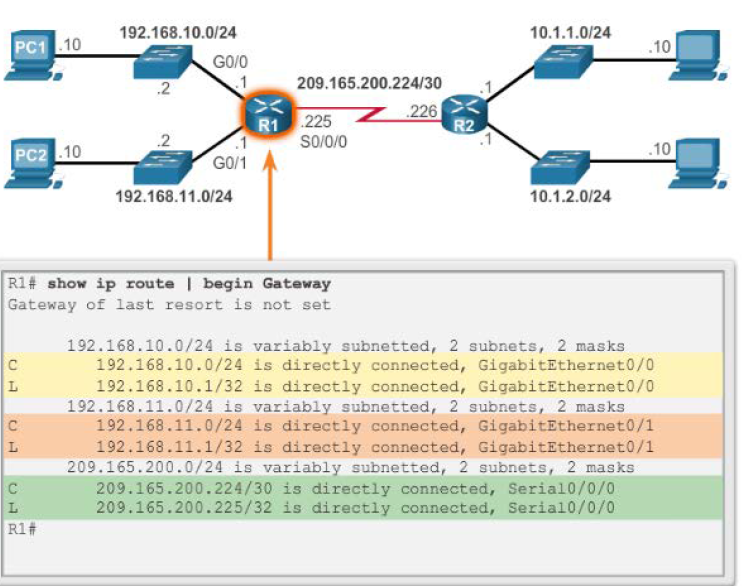 192.168.10.0/24
10.1.1.0/24
PC1
.10
.10
G0/0
.2
.1
209.165.200.224/30
.1
.226
R1
.225
R2
.2
.1
S0/0/0
.1
PC2
.10
.10
G0/1
192.168.11.0/24
10.1.2.0/24
R1# show ip route | begin Gateway
Gateway of last resort is not set
192.168.10.0/24 is variably subnetted, 2 subnets, 2 masks
C 192.168.10.0/24 is directly connected, GigabitEthernet0/0
L 192.168.10.1/32 is directly connected, GigabitEthernet0/0
192.168.11.0/24 is variably subnetted, 2 subnets, 2 masks
C 192.168.11.0/24 is directly connected, GigabitEthernet0/1
L 192.168.11.1/32 is directly connected, GigabitEthernet0/1
209.165.200.0/24 is variably subnetted, 2 subnets, 2 masks
C 209.165.200.224/30 is directly connected, Serial0/0/0
L 209.165.200.225/32 is directly connected, Serial0/0/0
R1#